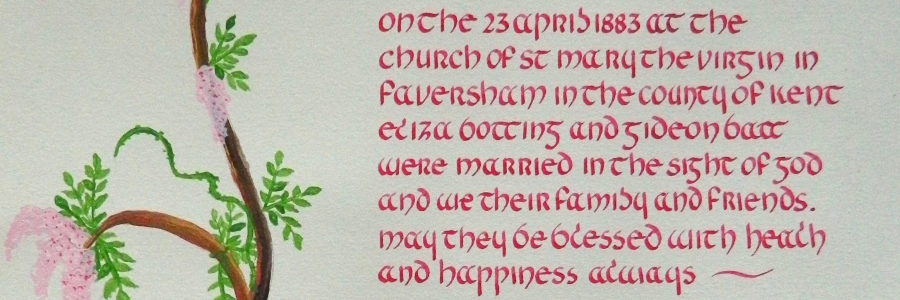 on the 23 april 1883 at the
church of st mary the virgin in
faversham in the county of kent
eliza botting and gideon batt
were married in the sight of god
and we their family and friends.
may they be blessed with health
and happiness always